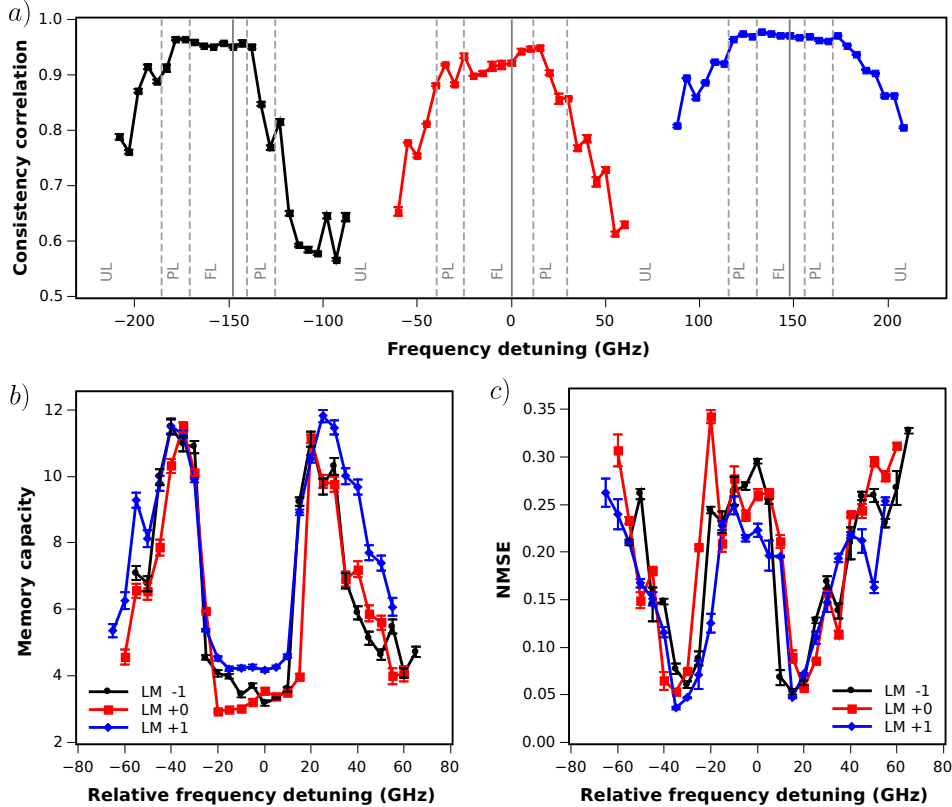 a)
Consistency correlation
1.0
0.9
0.8
0.7
0.6
0.5
UL PL FL PL UL PL FL PL UL PL FL PL UL
−200 −150 −100 −50 0 50 100 150 200
Frequency detuning (GHz)
b)
Memory capacity
12
10
8
6
4
2
LM -1
LM +0
LM +1
−80 −60 −40 −20 0 20 40 60 80
Relative frequency detuning (GHz)
c)
NMSE
0.35
0.30
0.25
0.20
0.15
0.10
0.05
0.00
LM -1
LM +0
LM +1
−80 −60 −40 −20 0 20 40 60 80
Relative frequency detuning (GHz)